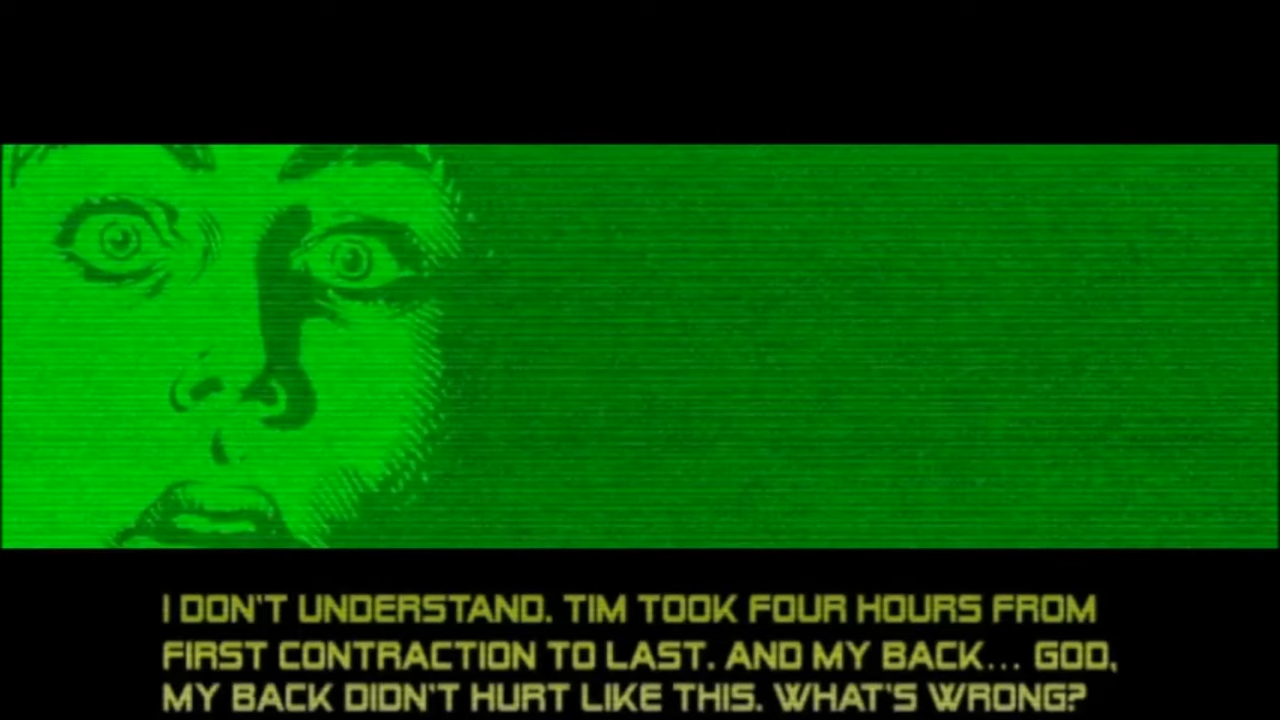 I DON'T UNDERSTAND. TIM TOOK FOUR HOURS FROM
FIRST CONTRACTION TO LAST. AND MY BACK... GOD,
MY BACK DIDN'T HURT LIKE THIS. WHAT'S WRONG?